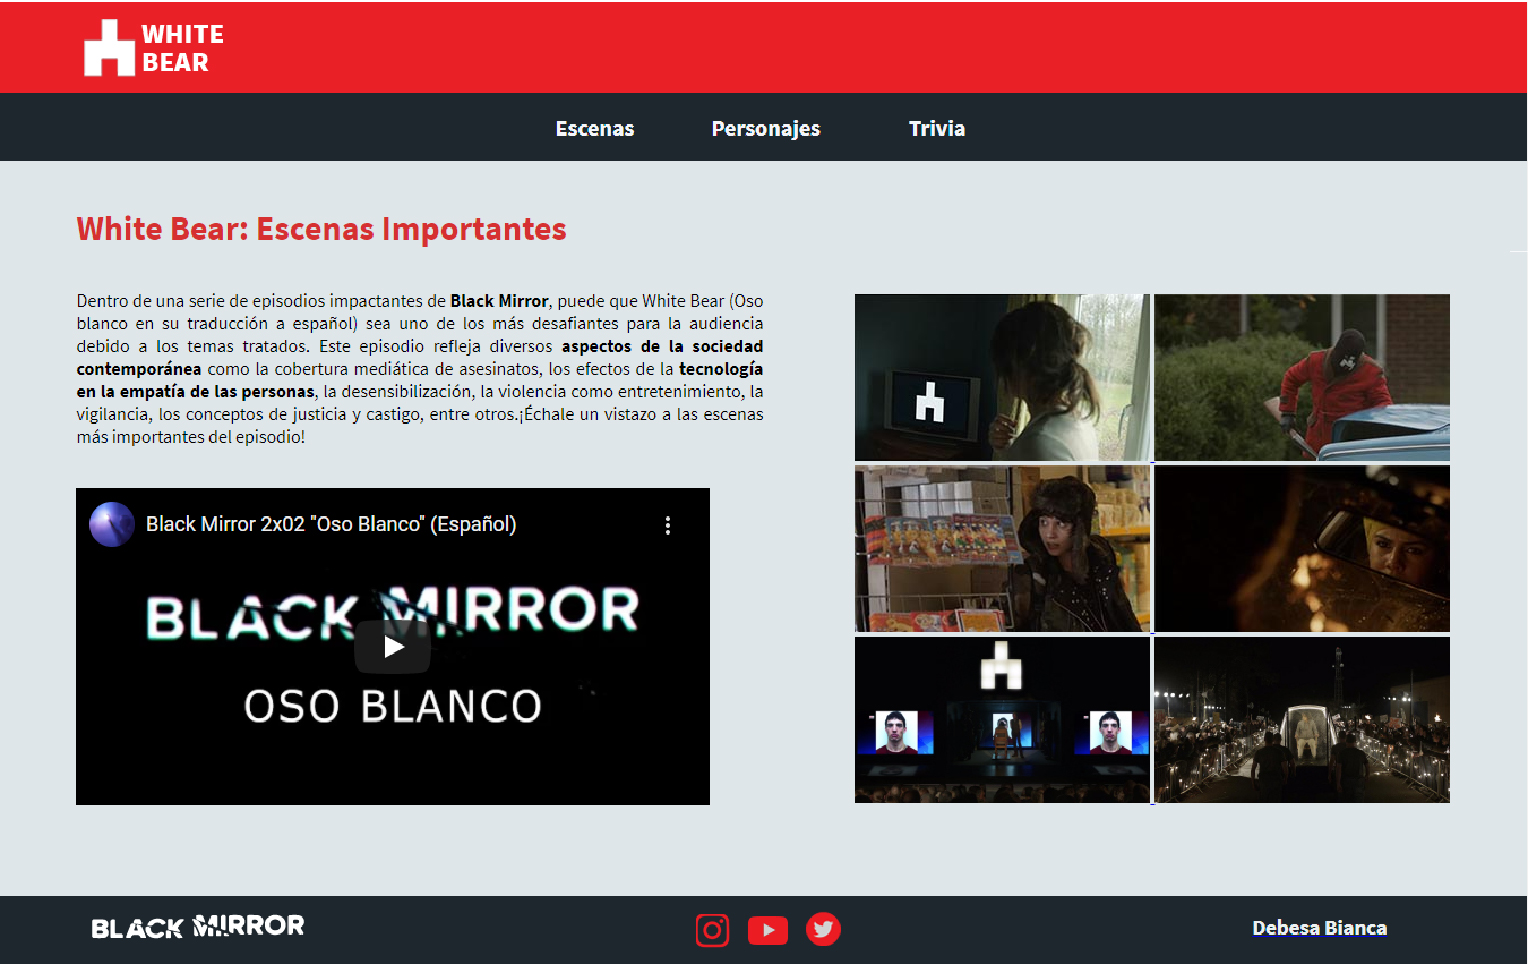 WHITE
BEAR
Escenas
Personajes
Trivia
White Bear: Escenas Importantes
Dentro de una serie de episodios impactantes de Black Mirror, puede que White Bear (Oso
blanco en su traducción a español) sea uno de los más desafiantes para la audiencia
debido a los temas tratados. Este episodio refleja diversos aspectos de la sociedad
contemporánea como la cobertura mediática de asesinatos, los efectos de la tecnología
en la empatía de las personas, la desensibilización, la violencia como entretenimiento, la
vigilancia, los conceptos de justicia y castigo, entre otros.¡Échale un vistazo a las escenas
más importantes del episodio!
Black Mirror 2x02 "Oso Blanco" (Español)
BLACK MIRROR
OSO BLANCO
BLACK MIRROR
Debesa Bianca